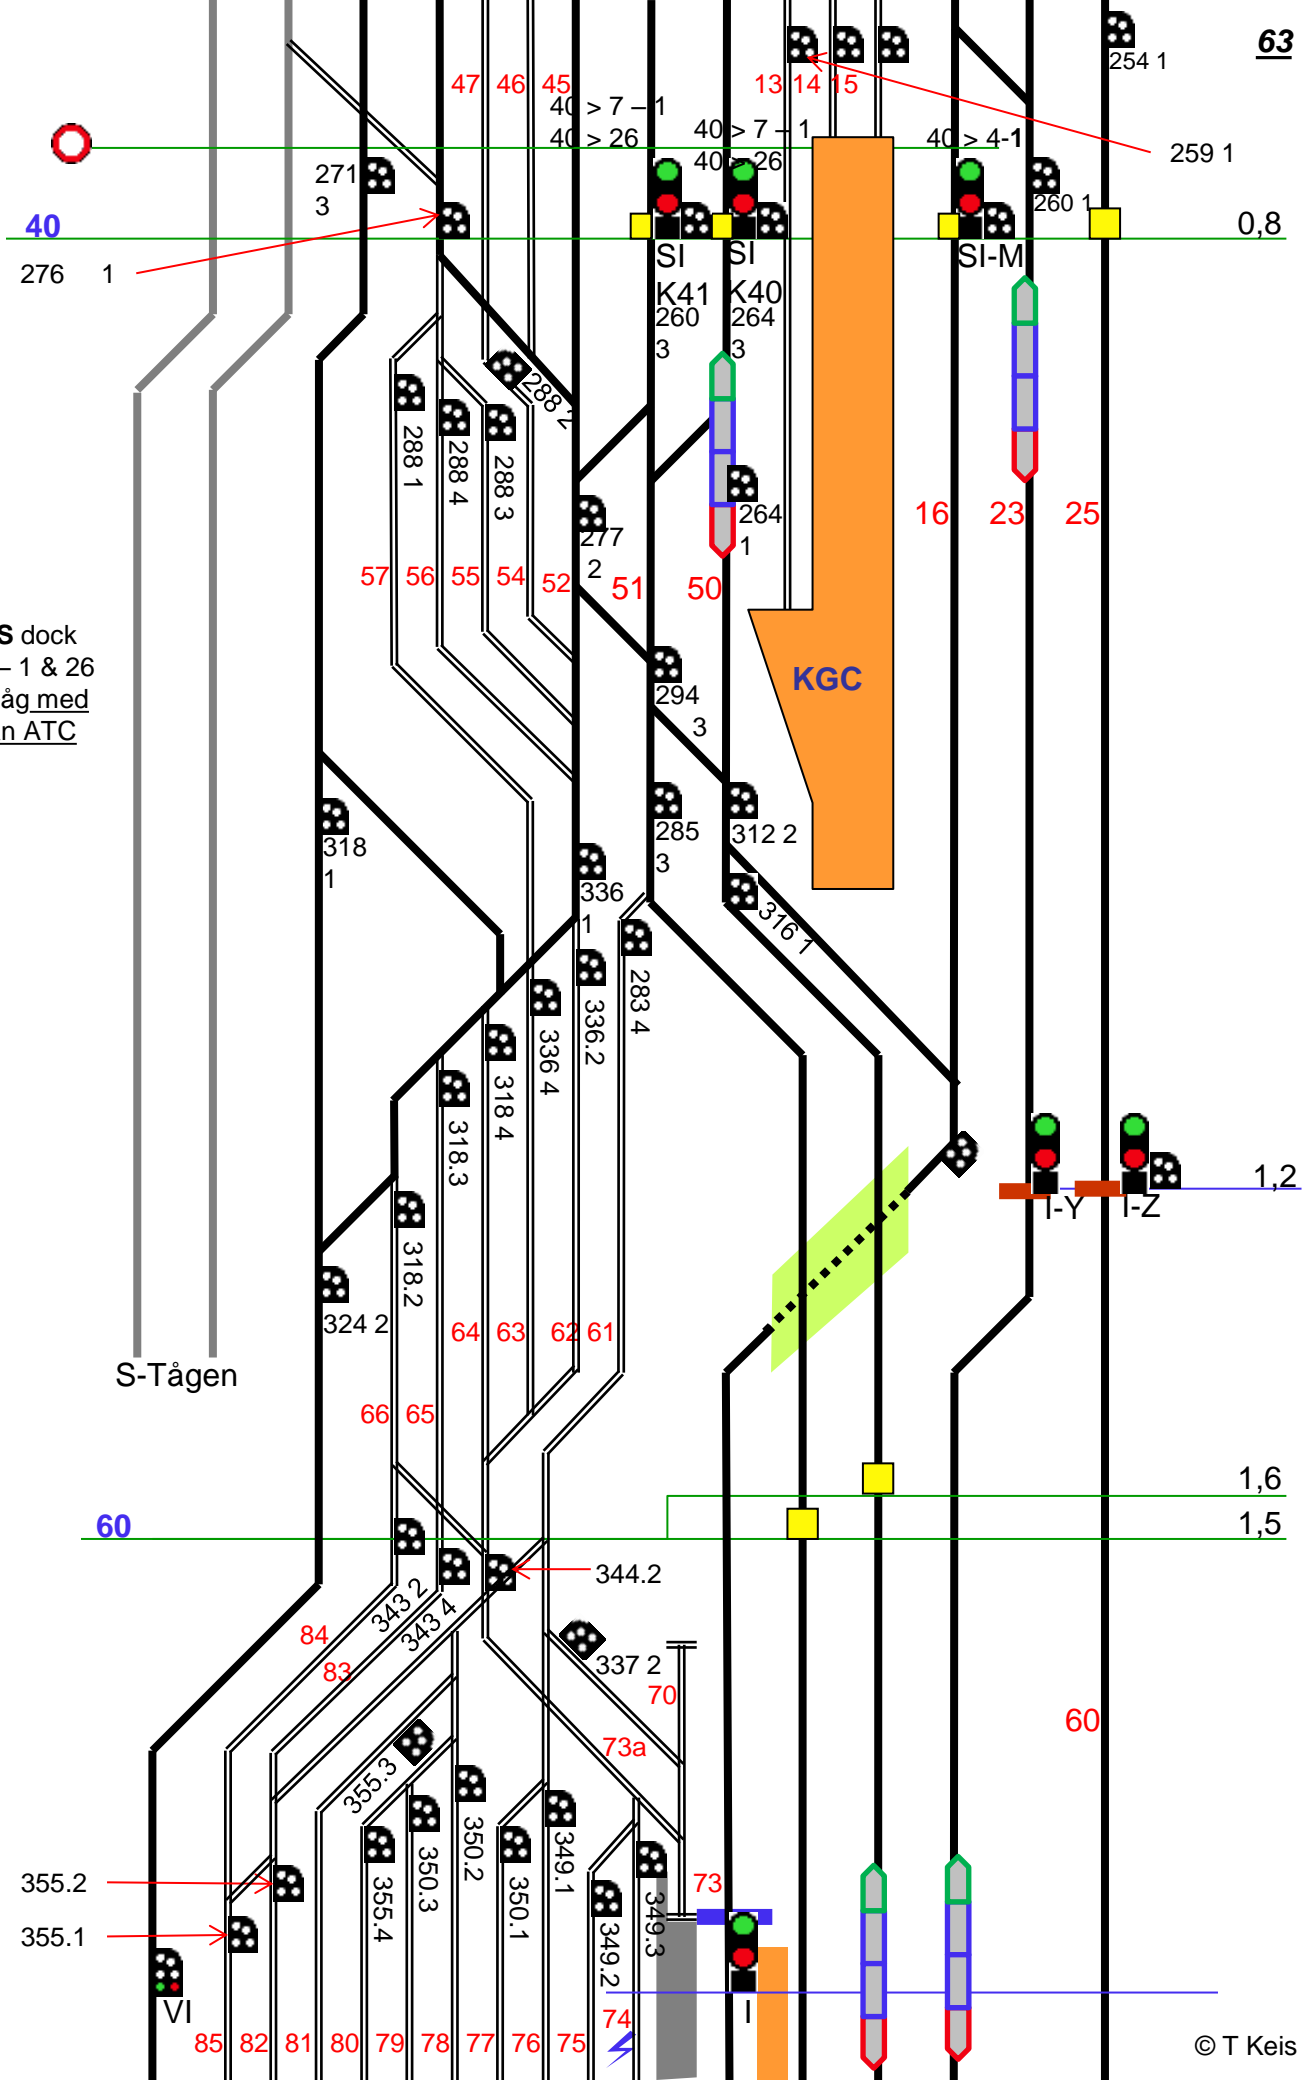 63
254 1
47 46 45
13 14 15
40 > 7 – 1
40 > 26
40 > 7 – 1
40 > 26
40 > 4-1
259 1
271
3
260 1
40
0,8
276 1
SI
K41
260
3
SI
K40
264
3
SI-M
288 2
288 1
288 4
288 3
264
1
277
2
16 23 25
57 56 55 54 52 51 50
S dock
– 1 & 26
åg med
n ATC
KGC
294
3
318
1
285
3
312 2
336
1
316 1
283 4
336.2
336 4
318 4
318.3
318.2
1,2
I-Y
I-Z
324 2
64 63 62 61
S-Tågen
66 65
1,6
60
1,5
344.2
343 2
343 4
84
83
337 2
70
60
73a
355.3
350.2
349.1
350.3
355.4
350.1
349.3
349.2
355.2
73
355.1
VI
I
74
85 82 81 80 79 78 77 76 75
© T Keis